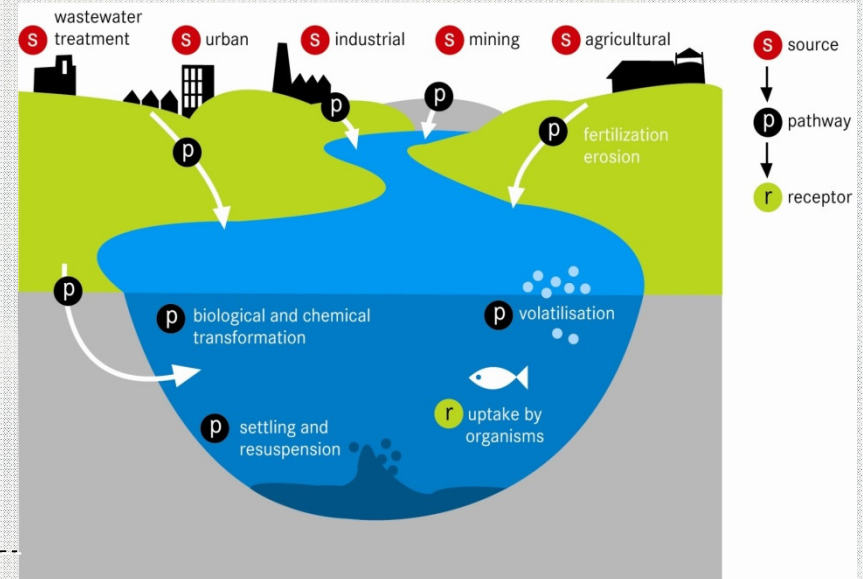 wastewater
treatment
S
S urban
S industrial
S mining
S agricultural
S source
p pathway
r receptor
p
p
p
p fertilization
erosion
p
p biological and chemical
transformation
p volatilisation
r uptake by
organisms
p settling and
resuspension